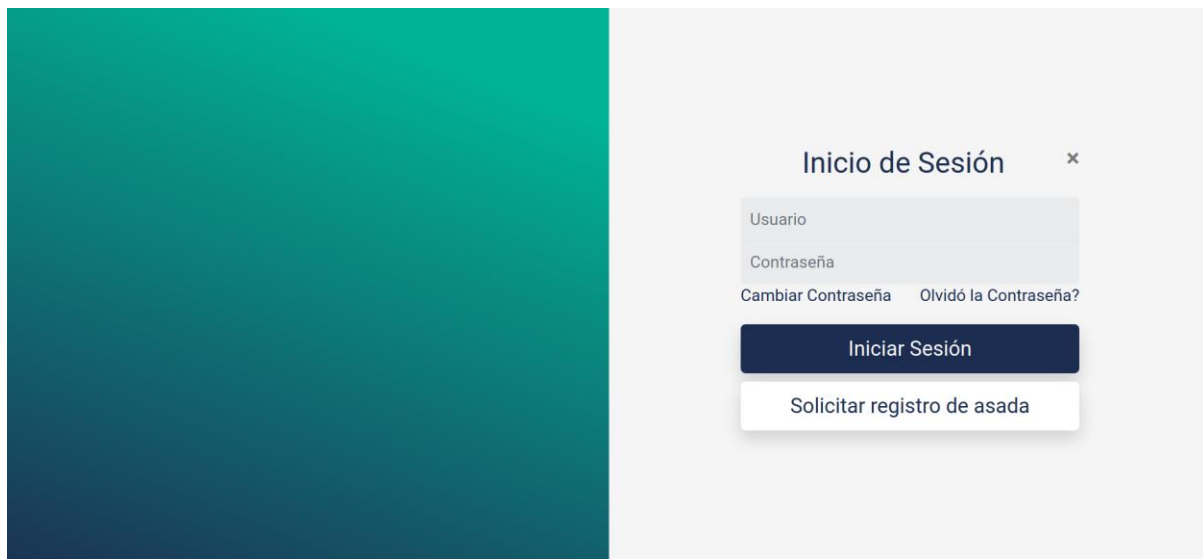 Inicio de Sesión ×
Usuario
Contraseña
Cambiar Contraseña Olvidó la Contraseña?
Iniciar Sesión
Solicitar registro de asada